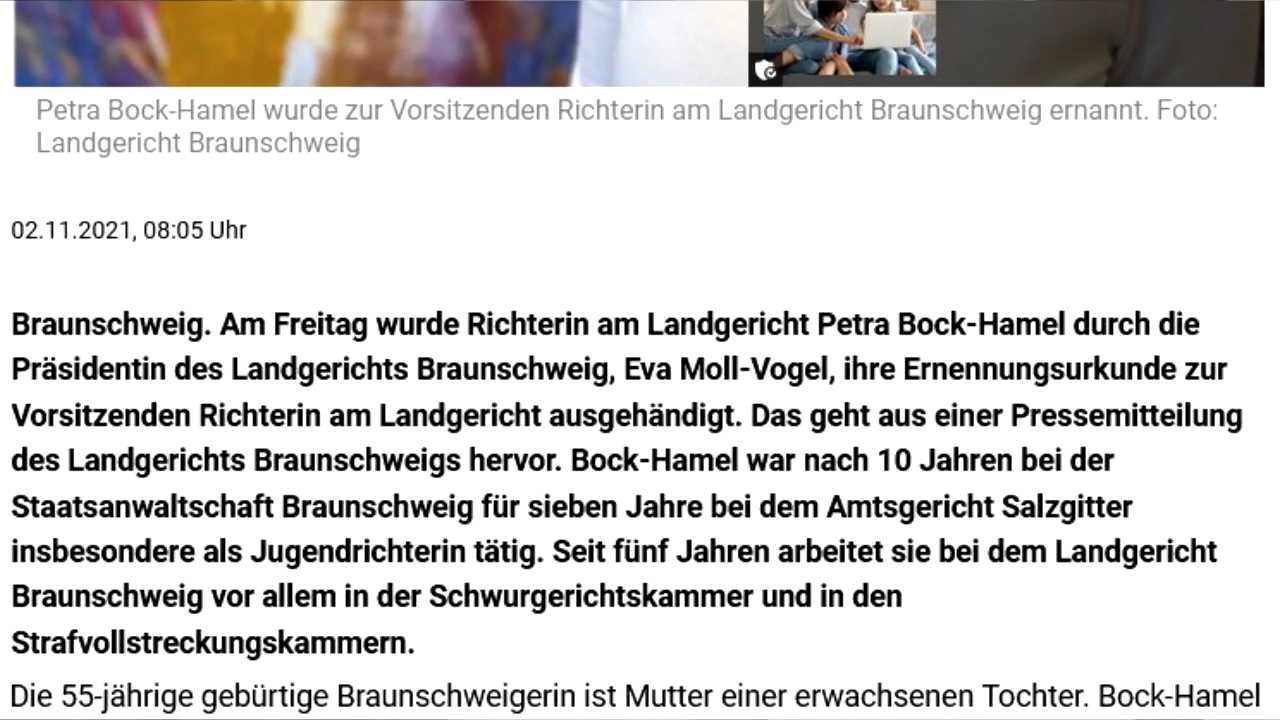 Petra Bock-Hamel wurde zur Vorsitzenden Richterin am Landgericht Braunschweig ernannt. Foto:
Landgericht Braunschweig
02.11.2021, 08:05 Uhr
Braunschweig. Am Freitag wurde Richterin am Landgericht Petra Bock-Hamel durch die
Präsidentin des Landgerichts Braunschweig, Eva Moll-Vogel, ihre Ernennungsurkunde zur
Vorsitzenden Richterin am Landgericht ausgehändigt. Das geht aus einer Pressemitteilung
des Landgerichts Braunschweigs hervor. Bock-Hamel war nach 10 Jahren bei der
Staatsanwaltschaft Braunschweig für sieben Jahre bei dem Amtsgericht Salzgitter
insbesondere als Jugendrichterin tätig. Seit fünf Jahren arbeitet sie bei dem Landgericht
Braunschweig vor allem in der Schwurgerichtskammer und in den
Strafvollstreckungskammern.
Die 55-jährige gebürtige Braunschweigerin ist Mutter einer erwachsenen Tochter. Bock-Hamel